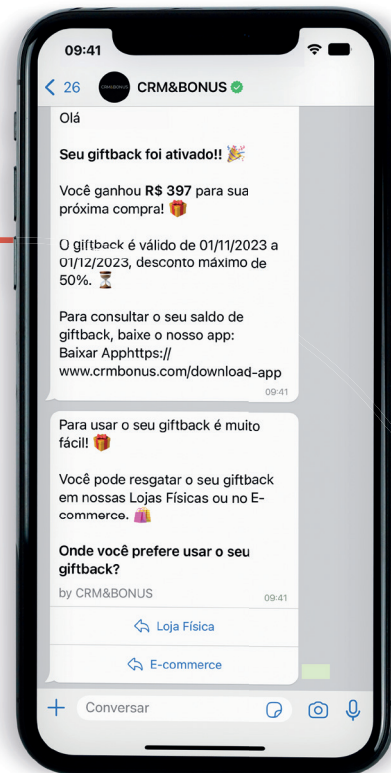 09:41
26 CRM&BONUS
Olá
Seu giftback foi ativado!! 🎉
Você ganhou R$ 397 para sua
próxima compra! 🎁
O giftback é válido de 01/11/2023 a
01/12/2023, desconto máximo de
50%. ⏳
Para consultar o seu saldo de
giftback, baixe o nosso app:
Baixar Apphttps://
www.crmbonus.com/download-app
09:41
Para usar o seu giftback é muito
fácil! 🎁
Você pode resgatar o seu giftback
em nossas Lojas Físicas ou no E-
commerce. 🛍️
Onde você prefere usar o seu
giftback?
by CRM&BONUS 09:41
Loja Física
E-commerce
Conversar